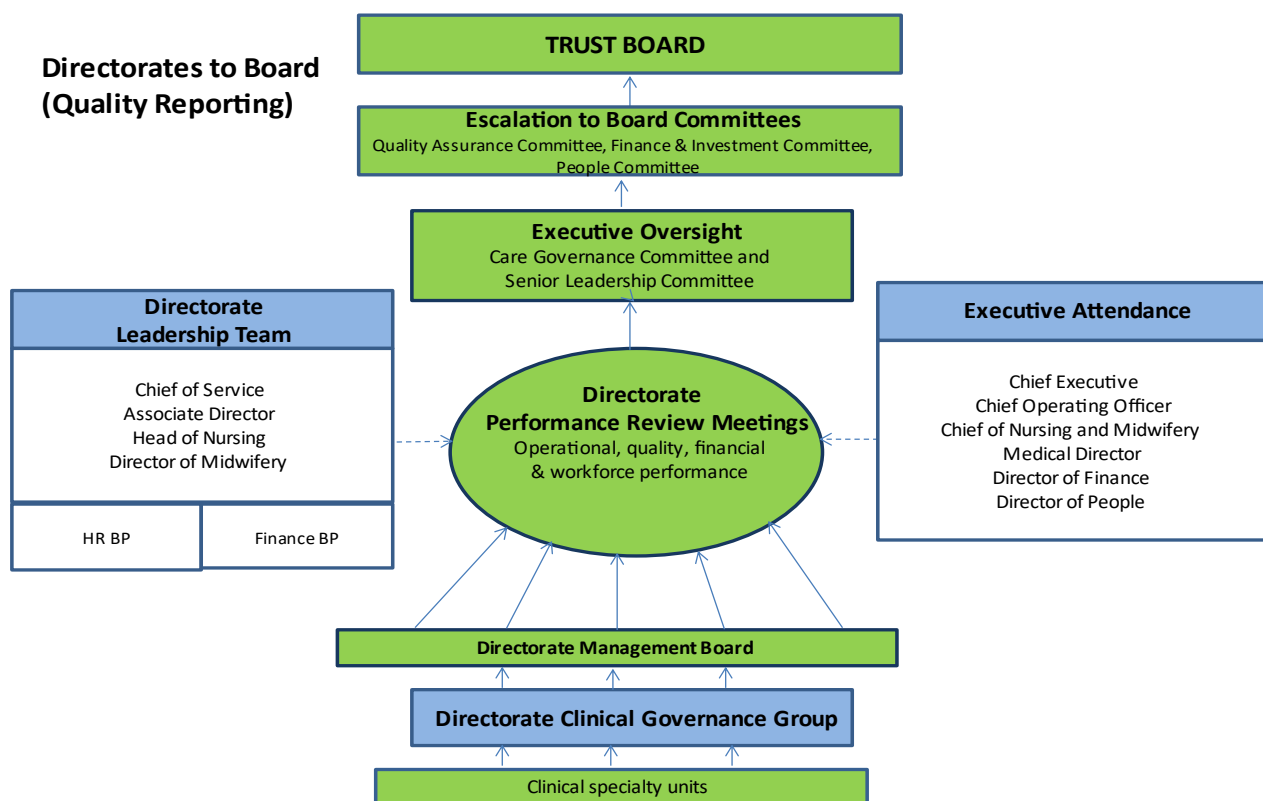 Directorates to Board
(Quality Reporting)
TRUST BOARD
Escalation to Board Committees
Quality Assurance Committee, Finance & Investment Committee,
People Committee
Executive Oversight
Care Governance Committee and
Senior Leadership Committee
Directorate
Leadership Team
Chief of Service
Associate Director
Head of Nursing
Director of Midwifery
HR BP
Finance BP
Directorate
Performance Review Meetings
Operational, quality, financial
& workforce performance
Executive Attendance
Chief Executive
Chief Operating Officer
Chief of Nursing and Midwifery
Medical Director
Director of Finance
Director of People
Directorate Management Board
Directorate Clinical Governance Group
Clinical specialty units